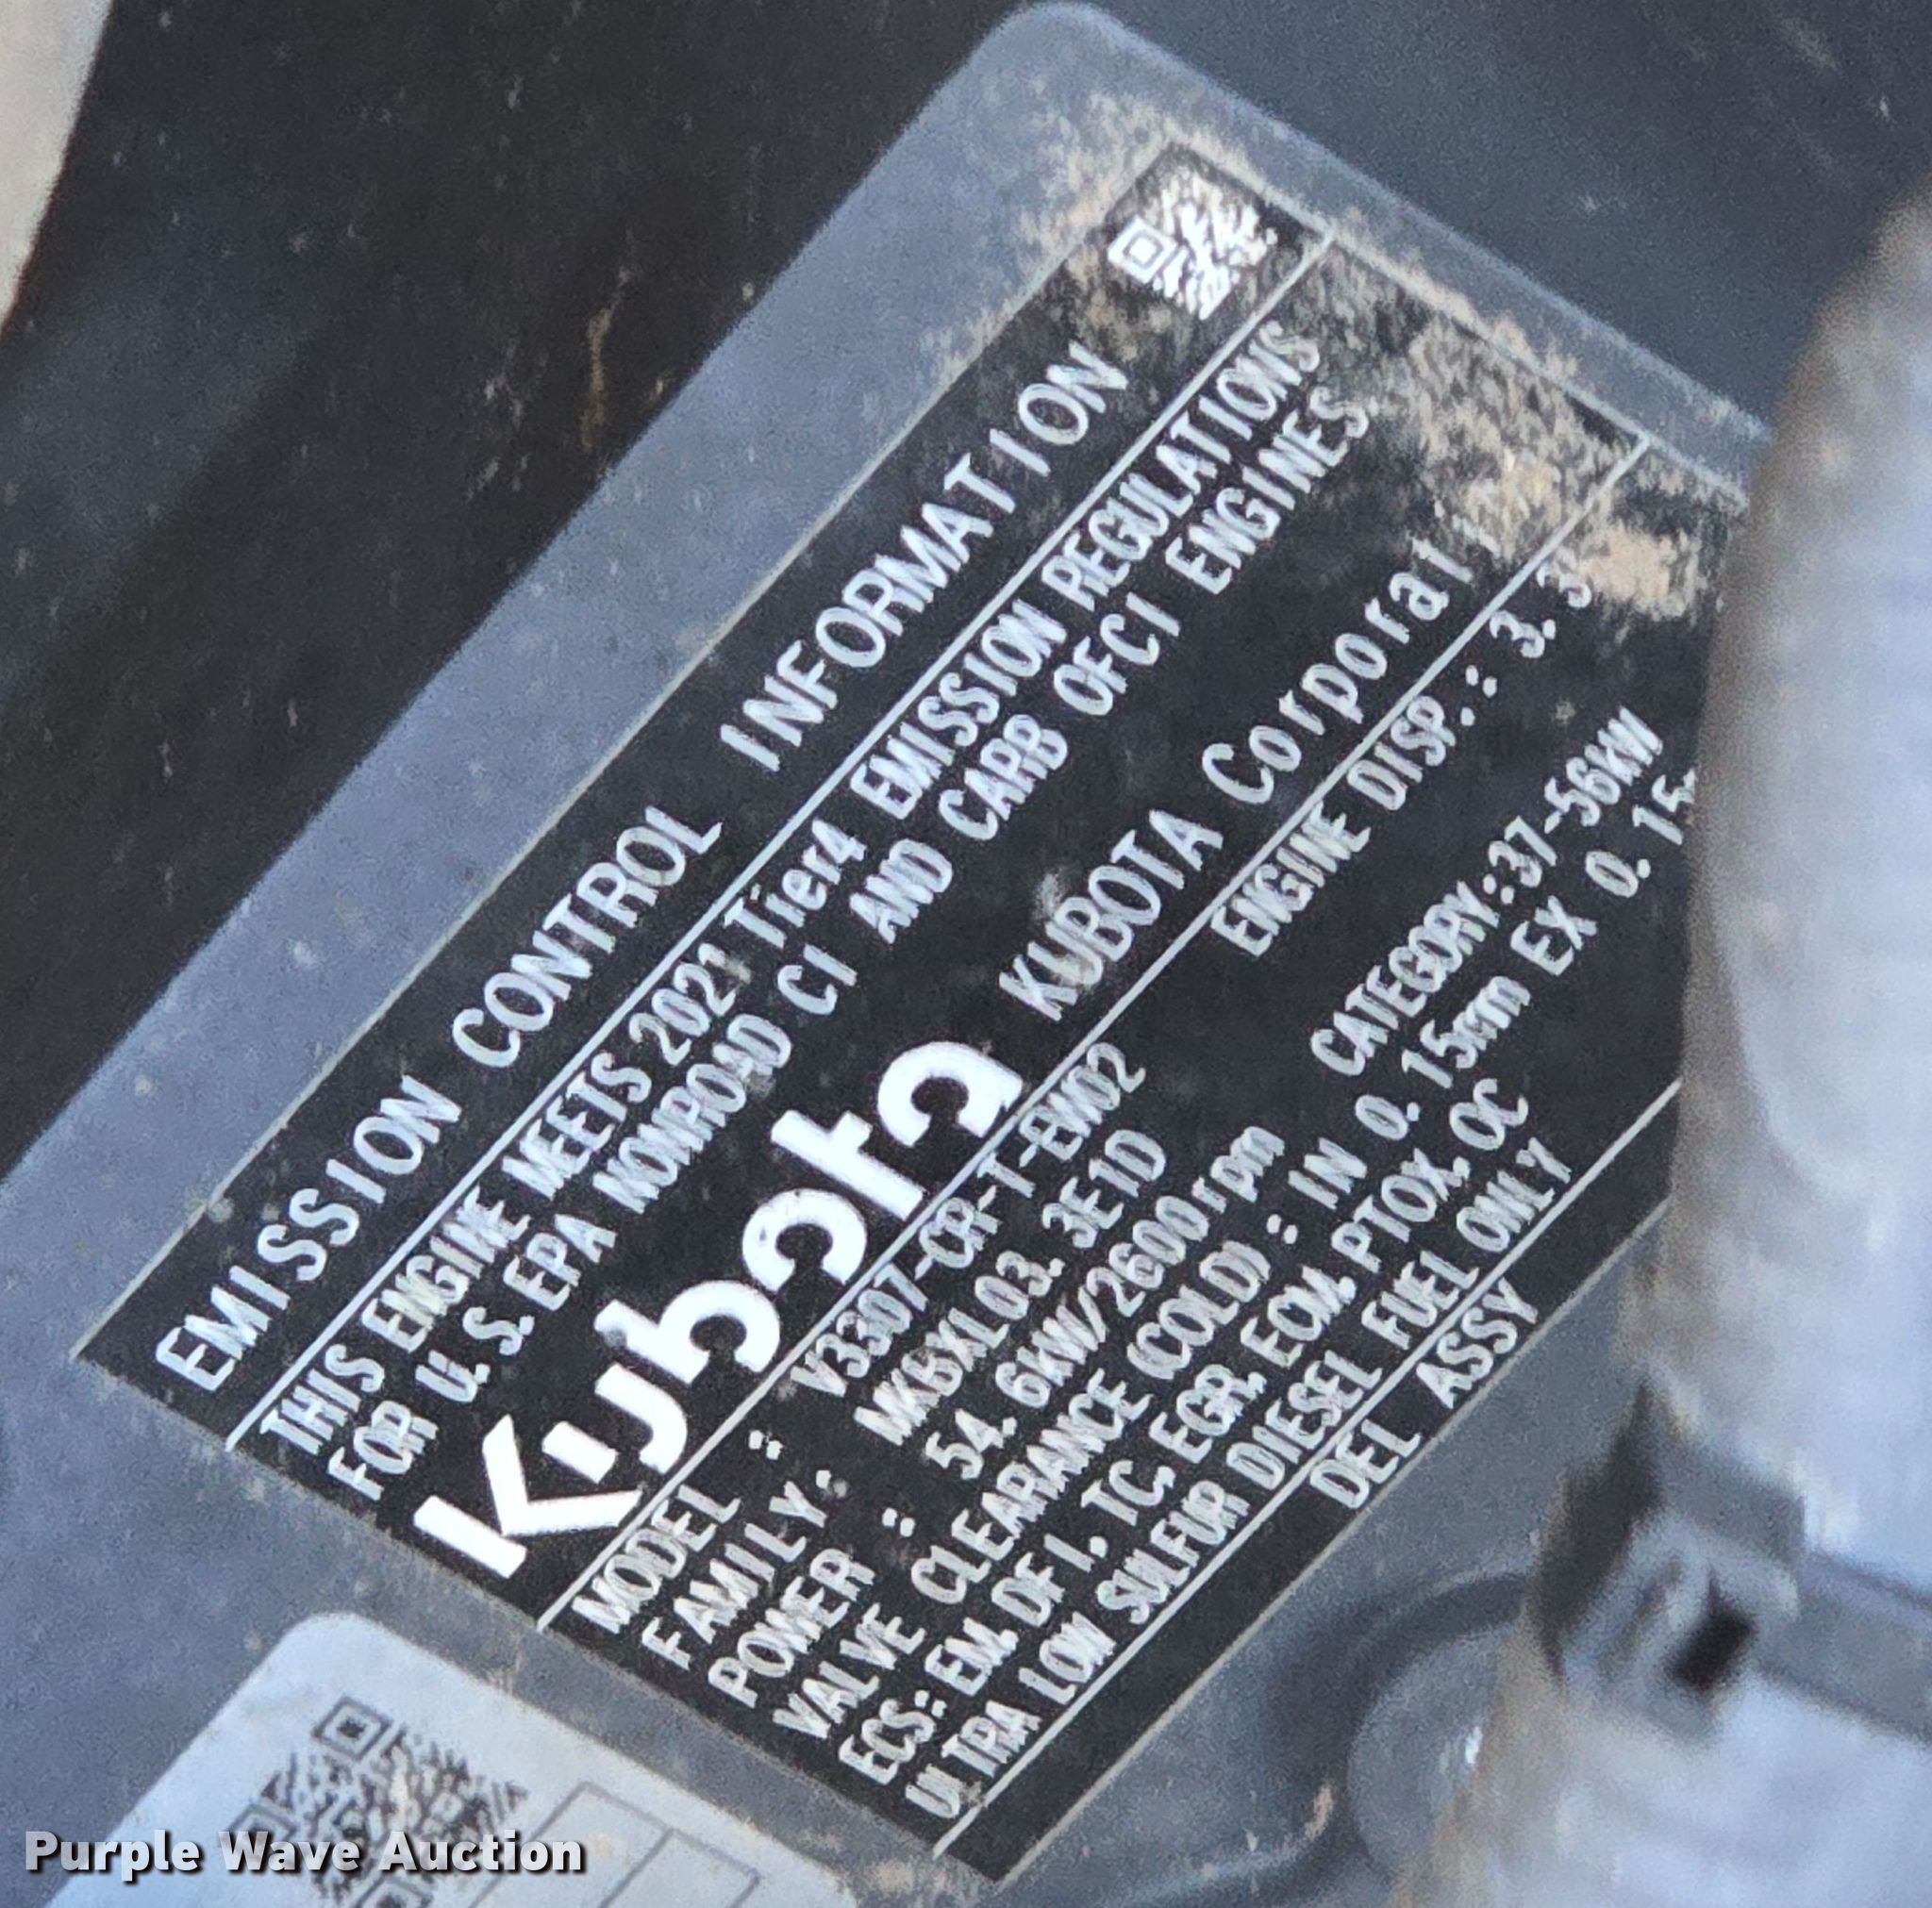 EMISSION CONTROL INFORMATION
THIS ENGINE MEETS 2021 Tier4 EMISSION REGULATIONS
FOR U.S. EPA NONROAD CI AND CARB OFCI ENGINES
Kubota KUBOTA
MODEL : V3307-CR-T-EW02 ENGINE DISP.: 3.3
FAMILY: MKBXL03.3E1D
POWER : 54.6kW/2600rpm CATEGORY:37-56kW
VALVE CLEARANCE (COLD) : IN 0.15mm EX 0.15
ECS: EM, DFI, TC, EGR, ECM, PTOX, OC
ULTRA LOW SULFUR DIESEL FUEL ONLY
DEL ASSY
Purple Wave Auction